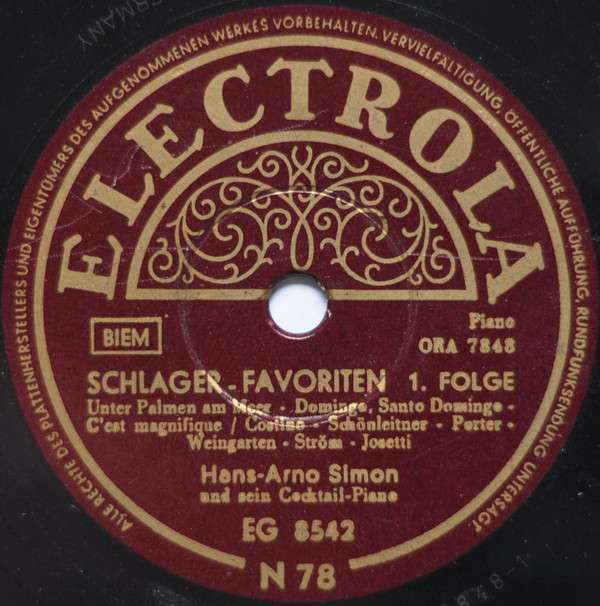 ALLE RECHTE DES PLATTENHERSTELLERS UND EIGENTÜMERS DES AUFGENOMMENEN WERKES VORBEHALTEN. VERVIELFÄLTIGUNG, ÖFFENTLICHE AUFFÜHRUNG, RUNDFUNKSENDUNG UNTERSAGT.
ELECTROLA
BIEM
Piano
ORA 7848
SCHLAGER - FAVORITEN 1. FOLGE
Unter Palmen am Meer - Domingo, Santo Domingo -
C'est magnifique / Cosimo - Schönleitner - Porter -
Weingarten - Ström - Josetti
Hans-Arno Simon
und sein Cocktail-Piano
EG 8542
N 78
GERMANY